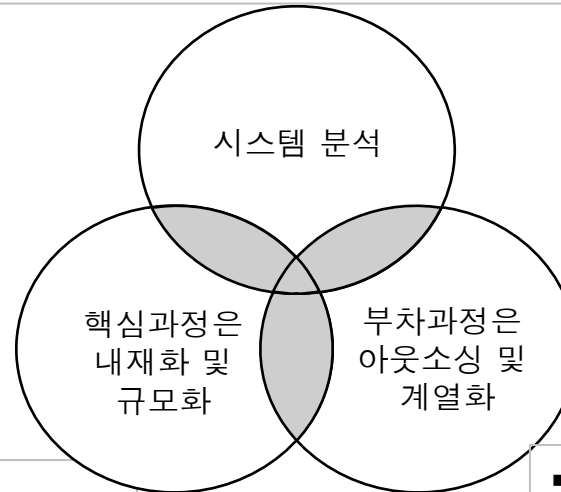 시스템 분석
핵심과정은
내재화 및
규모화
부차과정은
아웃소싱 및
계열화